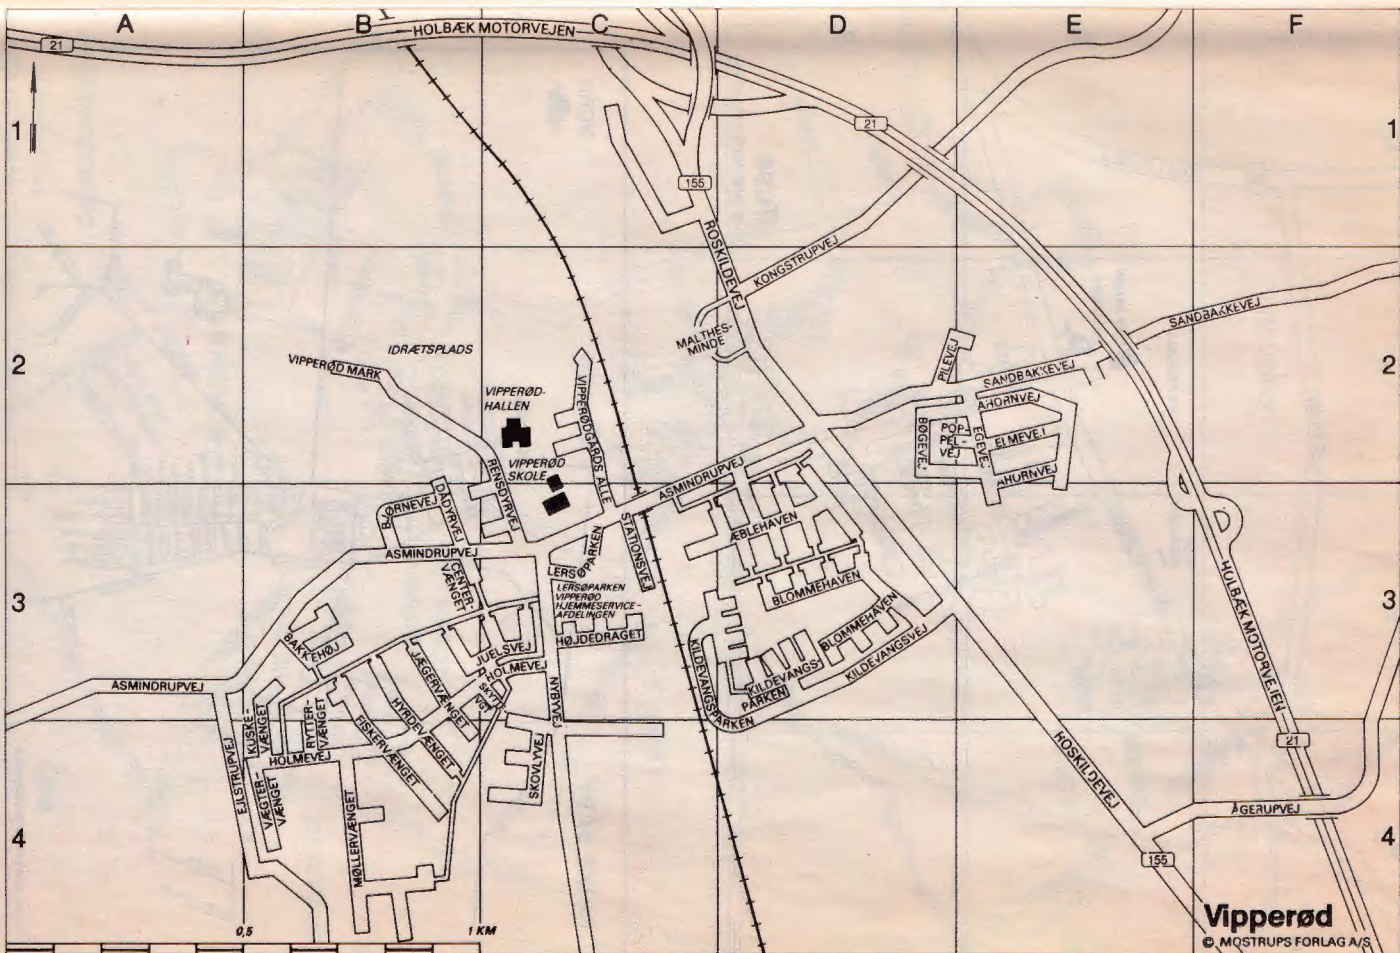 A B C D E F
HOLBÆK MOTORVEJEN
21
1
1
21
155
ROSKILDEVEJ
KONGSTRUPVEJ
MALTHES-
MINDE
SANDBAKKEVEJ
2
2
IDRÆTSPLADS
VIPPERØD MARK
VIPPERØD-
HALLEN
VIPPERØDGÅRDS ALLE
PILEVEJ
SANDBAKKEVEJ
AHORNVEJ
BØGEVEJ
POP-
PEL-
VEJ
EGEVEJ
ELMEVEJ
AHORNVEJ
VIPPERØD
SKOLE
RENSDYRVEJ
ASMINDRUPVEJ
BJØRNEVEJ
DÅDYRVEJ
STATIONSVEJ
ÆBLEHAVEN
ASMINDRUPVEJ
CENTER-
VÆNGET
LERSØPARKEN
LERSØPARKEN
VIPPERØD
HJEMMESERVICE-
AFDELINGEN
BLOMMEHAVEN
HOLBÆK MOTORVEJEN
3
3
HØJDEDRAGET
BLOMMEHAVEN
BAKKEHØJ
JUELSVEJ
HOLMEVEJ
JÆGERVÆNGET
KILDEVANGSVEJ
KILDEVANGS-
PARKEN
KILDEVANGSPARKEN
ASMINDRUPVEJ
NYBYVEJ
KUSKE-
VÆNGET
RYTTER-
VÆNGET
HYRDEVÆNGET
FISKERVÆNGET
HOLMEVEJ
EJLSTRUPVEJ
VÆGTER-
VÆNGET
SKOVLYVEJ
ROSKILDEVEJ
21
ÅGERUPVEJ
4
4
MØLLERVÆNGET
155
0,5
1 KM
Vipperød
© MOSTRUPS FORLAG A/S